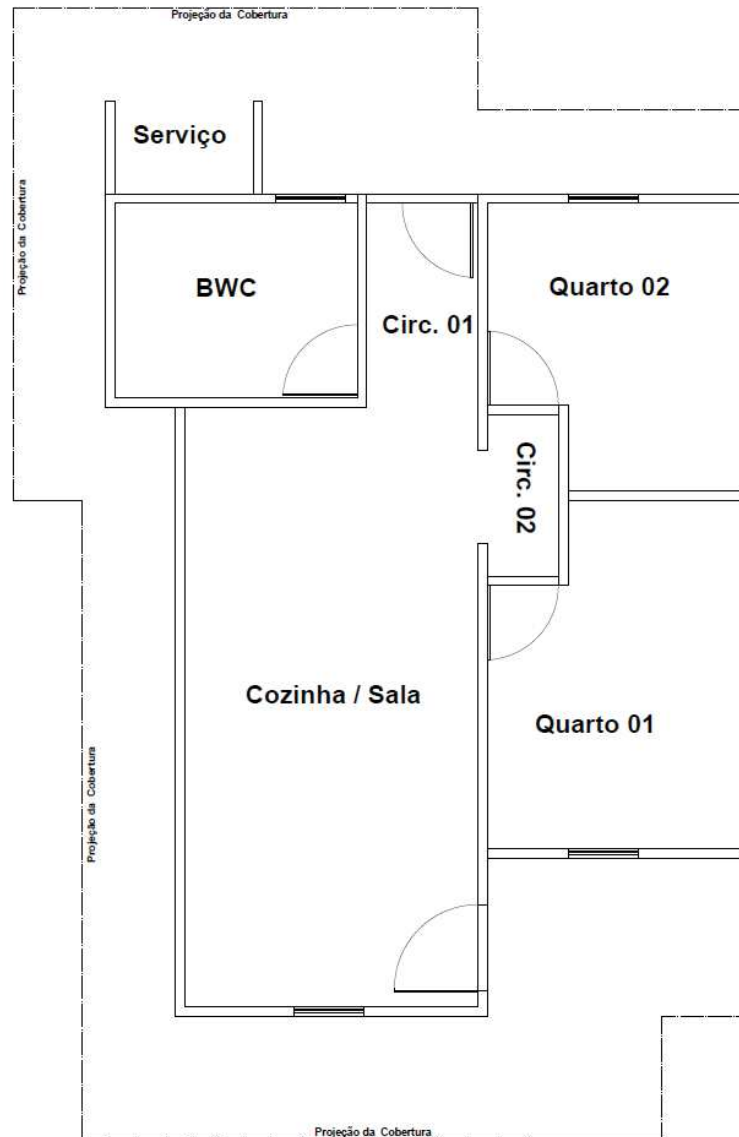 Projeção da Cobertura
Serviço
Projeção da Cobertura
BWC
Quarto 02
Circ. 01
Circ. 02
Cozinha / Sala
Quarto 01
Projeção da Cobertura
Projeção da Cobertura